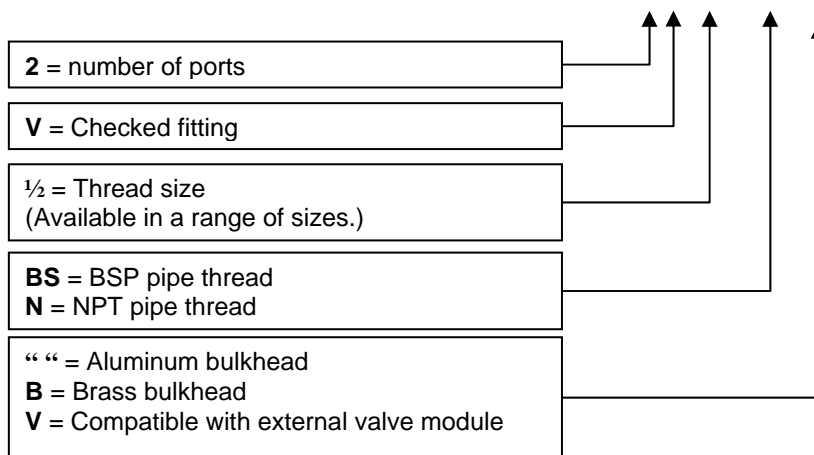 2 = number of ports
V = Checked fitting
½ = Thread size
(Available in a range of sizes.)
BS = BSP pipe thread
N = NPT pipe thread
“ “ = Aluminum bulkhead
B = Brass bulkhead
V = Compatible with external valve module